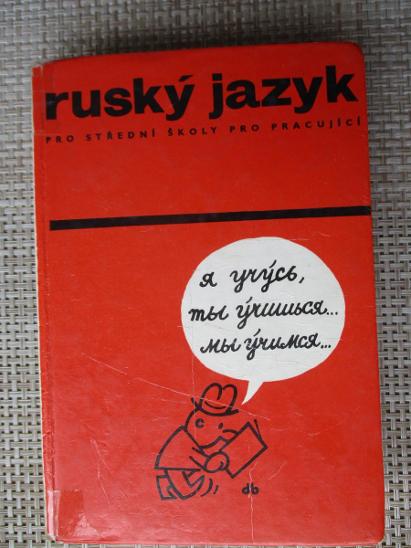 ruský jazyk
PRO STŘEDNÍ ŠKOLY PRO PRACUJÍCÍ
я учу́сь,
ты у́чишься...
мы у́чимся...
db